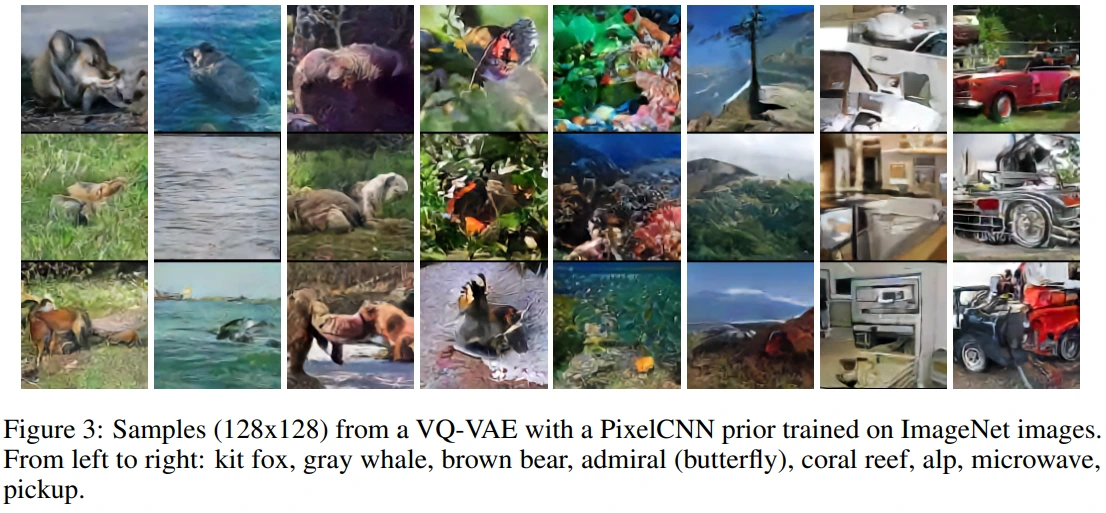 Figure 3: Samples (128x128) from a VQ-VAE with a PixelCNN prior trained on ImageNet images.
From left to right: kit fox, gray whale, brown bear, admiral (butterfly), coral reef, alp, microwave,
pickup.